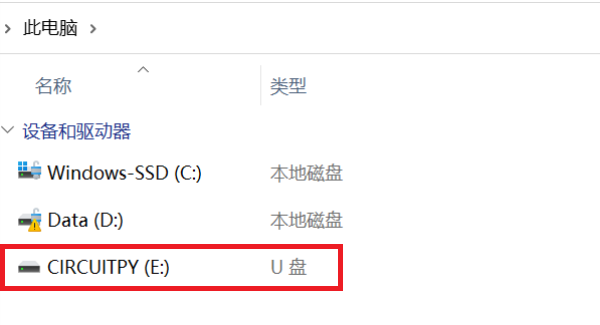 此电脑
名称 类型
设备和驱动器
Windows-SSD (C:) 本地磁盘
Data (D:) 本地磁盘
CIRCUITPY (E:) U 盘